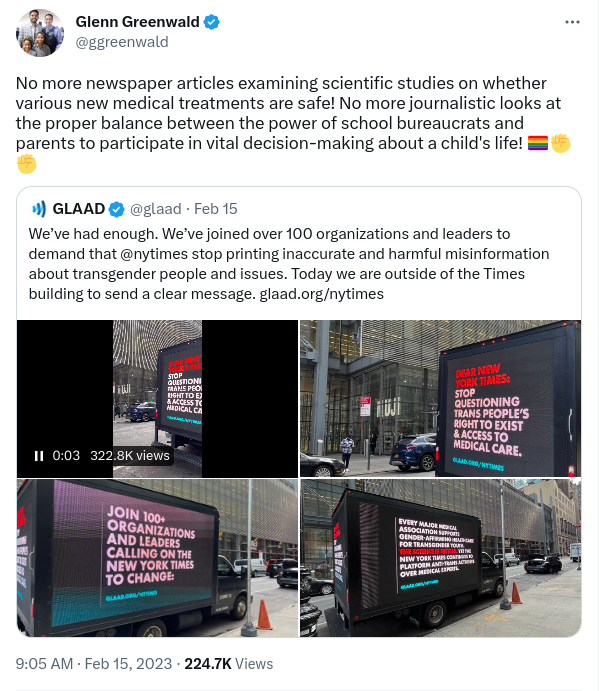 Glenn Greenwald
@ggreenwald
No more newspaper articles examining scientific studies on whether
various new medical treatments are safe! No more journalistic looks at
the proper balance between the power of school bureaucrats and
parents to participate in vital decision-making about a child's life! 🏳️‍🌈✊
✊
GLAAD @glaad · Feb 15
We've had enough. We've joined over 100 organizations and leaders to
demand that @nytimes stop printing inaccurate and harmful misinformation
about transgender people and issues. Today we are outside of the Times
building to send a clear message. glaad.org/nytimes
DEAR NEW
YORK TIMES:
STOP
QUESTIONING
TRANS PEOPLE'S
RIGHT TO EXIST
& ACCESS TO
MEDICAL CARE.
GLAAD.ORG/NYTIMES
0:03 322.8K views
DEAR NEW
YORK TIMES:
STOP
QUESTIONING
TRANS PEOPLE'S
RIGHT TO EXIST
& ACCESS TO
MEDICAL CARE.
GLAAD.ORG/NYTIMES
JOIN 100+
ORGANIZATIONS
AND LEADERS
CALLING ON THE
NEW YORK TIMES
TO CHANGE:
GLAAD.ORG/NYTIMES
EVERY MAJOR MEDICAL
ASSOCIATION SUPPORTS
GENDER-AFFIRMING HEALTHCARE
FOR TRANSGENDER YOUTH.
THE SCIENCE IS SETTLED. YET THE
NEW YORK TIMES CONTINUES TO
PLATFORM ANTI-TRANS ACTIVISTS
OVER MEDICAL EXPERTS.
GLAAD.ORG/NYTIMES
9:05 AM · Feb 15, 2023 · 224.7K Views